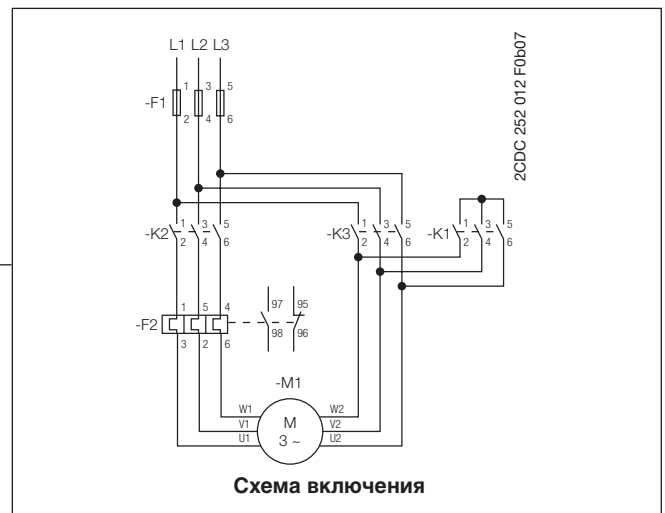 L1 L2 L3
2CDC 252 012 F0b07
-F1
1 3 5
2 4 6
-K2
1 3 5
2 4 6
-K3
1 3 5
2 4 6
-K1
1 3 5
2 4 6
-F2
1 5 4
3 2 6
97 95
98 96
-M1
W1 W2
V1 M V2
U1 3 ~ U2
Схема включения